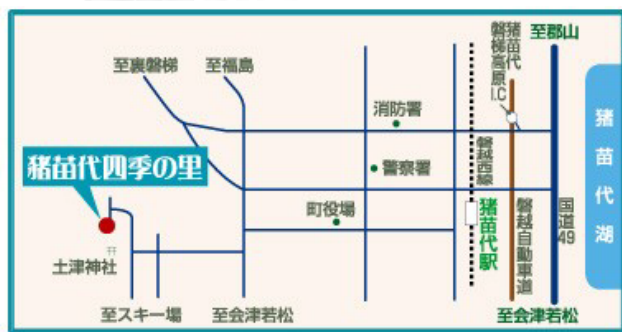 至郡山
猪苗代
磐梯高原
I.C
至裏磐梯
至福島
消防署
猪苗代湖
磐越西線
警察署
猪苗代四季の里
町役場
猪苗代駅
磐越自動車道
国道49
土津神社
至スキー場
至会津若松
至会津若松